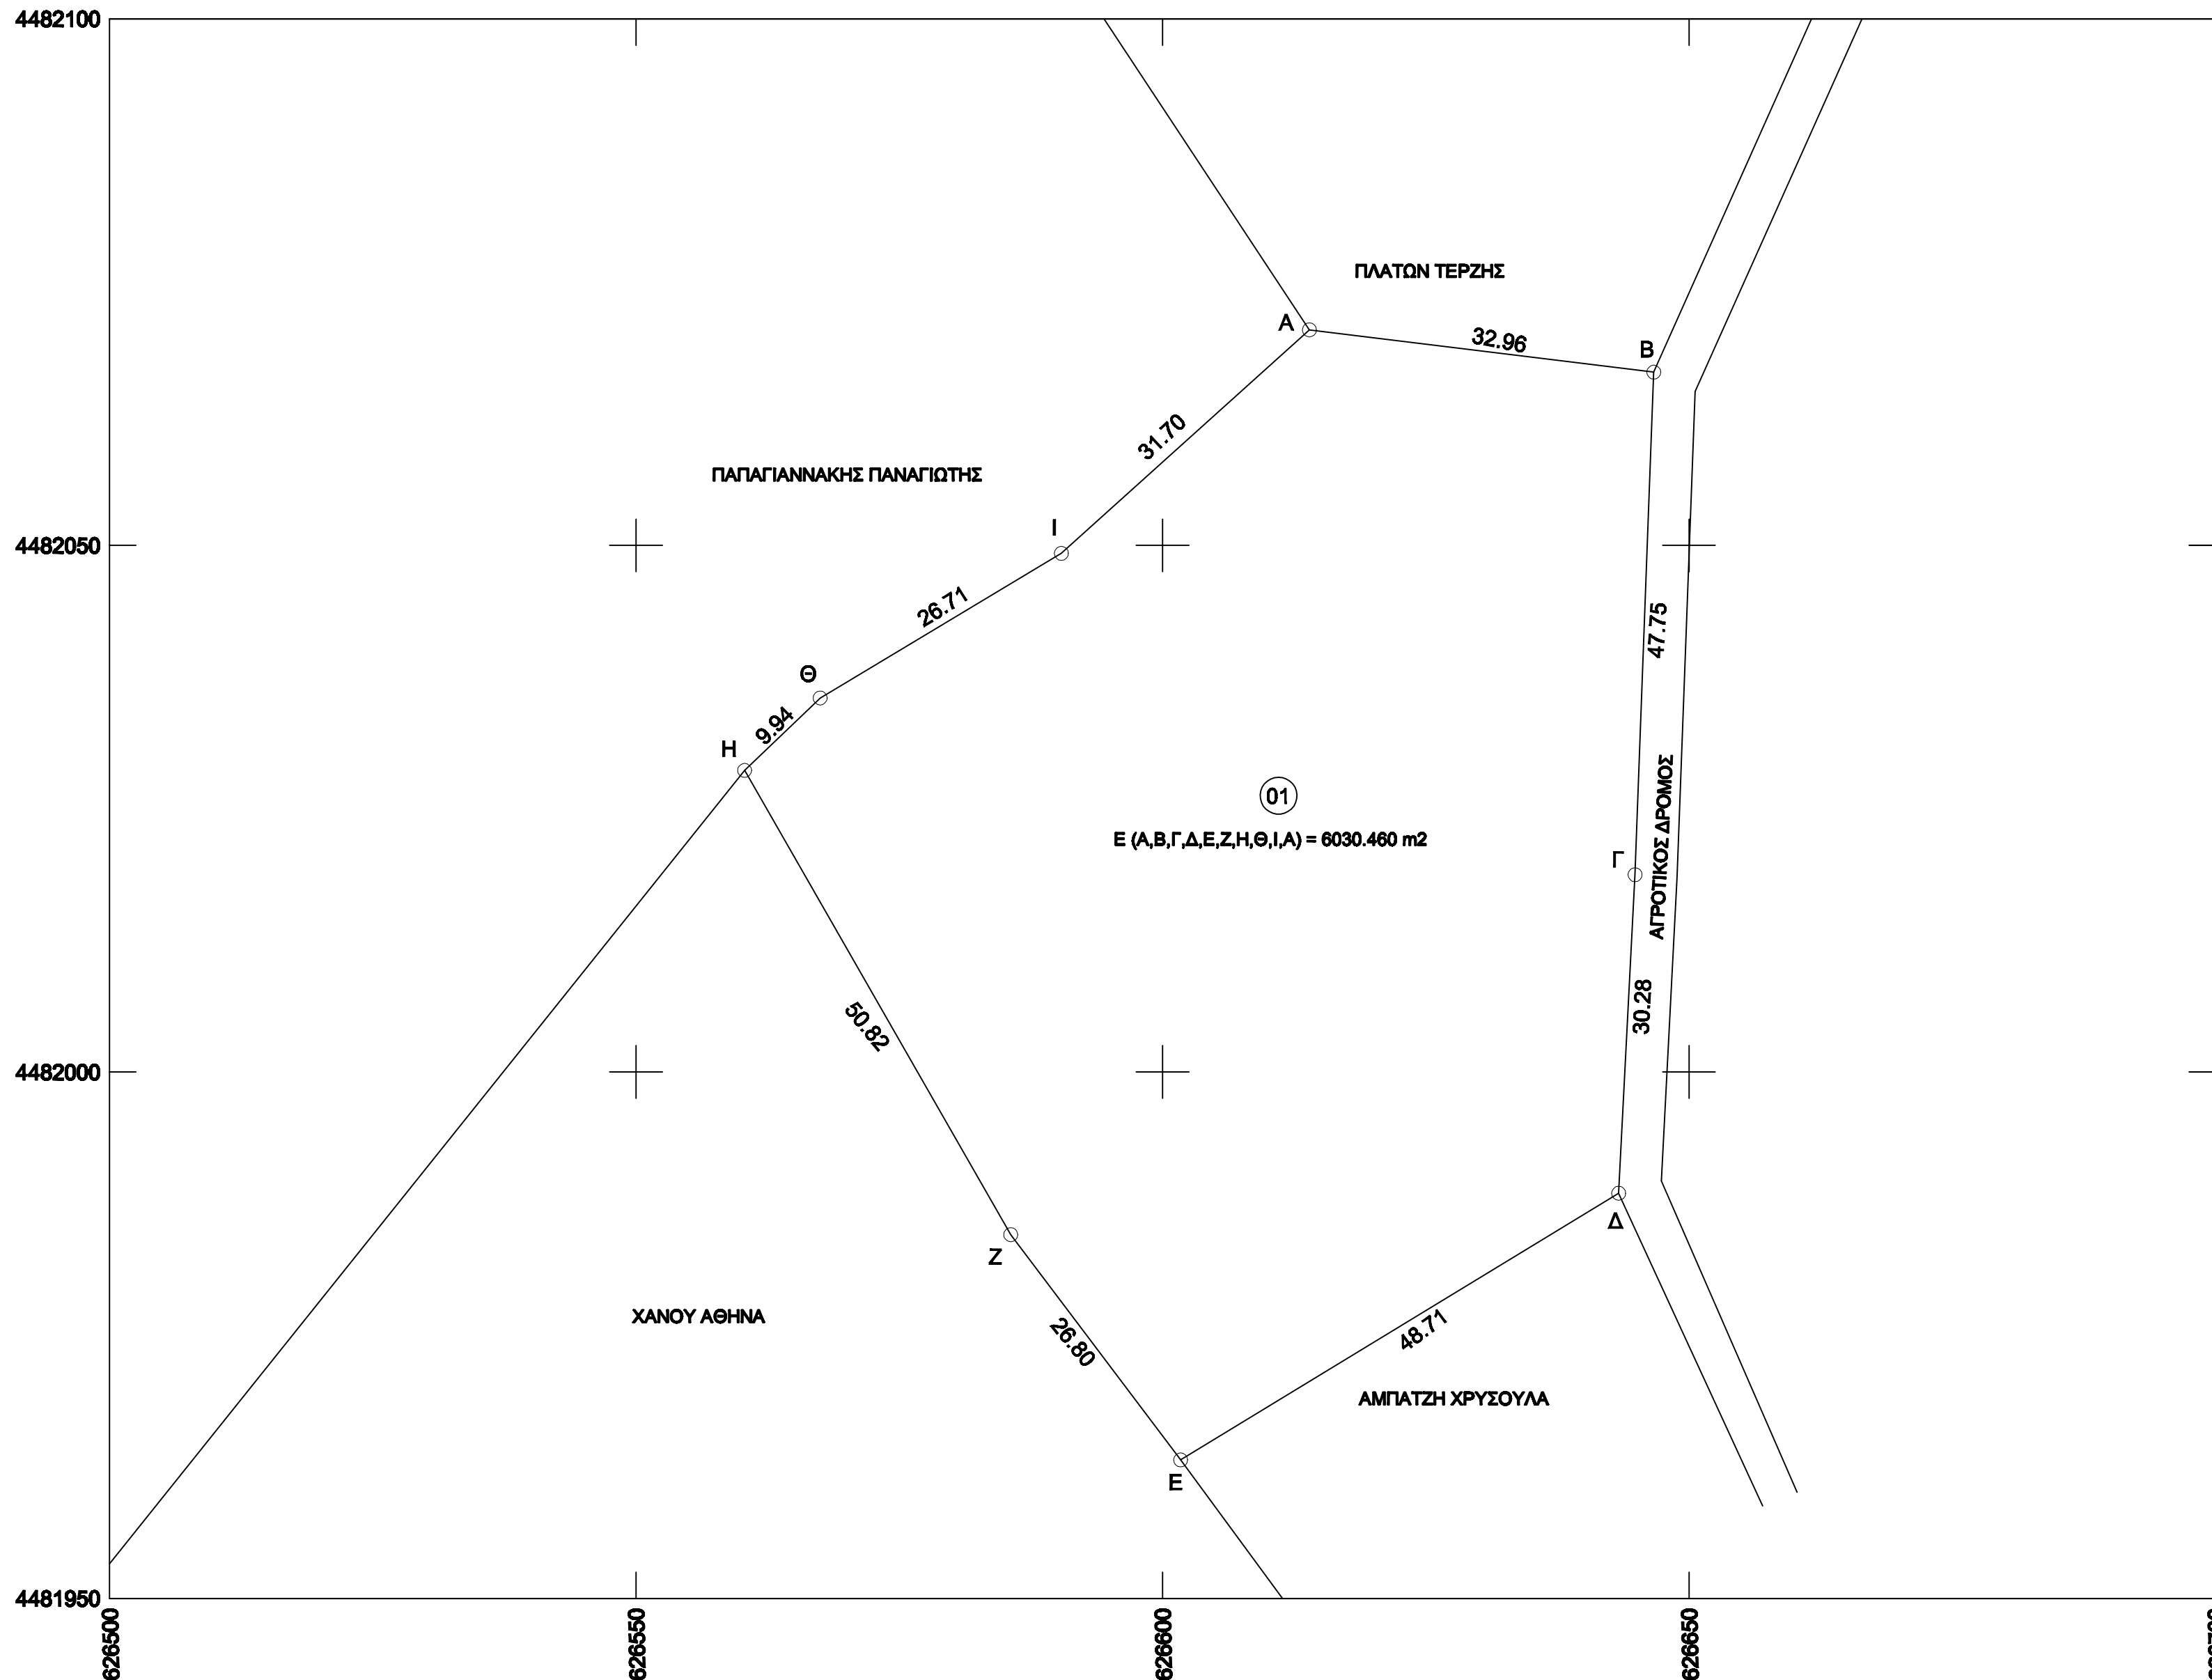 4482100
ΠΛΑΤΩΝ ΤΕΡΖΗΣ
Α
32.96
Β
31.70
ΠΑΠΑΓΙΑΝΝΑΚΗΣ ΠΑΝΑΓΙΩΤΗΣ
Ι
4482050
26.71
47.75
Θ
9.94
Η
01
Ε (Α,Β,Γ,Δ,Ε,Ζ,Η,Θ,Ι,Α) = 6030.460 m2
Γ
ΑΓΡΟΤΙΚΟΣ ΔΡΟΜΟΣ
50.82
30.28
4482000
Δ
Ζ
ΧΑΝΟΥ ΑΘΗΝΑ
26.80
48.71
ΑΜΠΑΤΖΗ ΧΡΥΣΟΥΛΑ
Ε
4481950
626500
626550
626600
626650